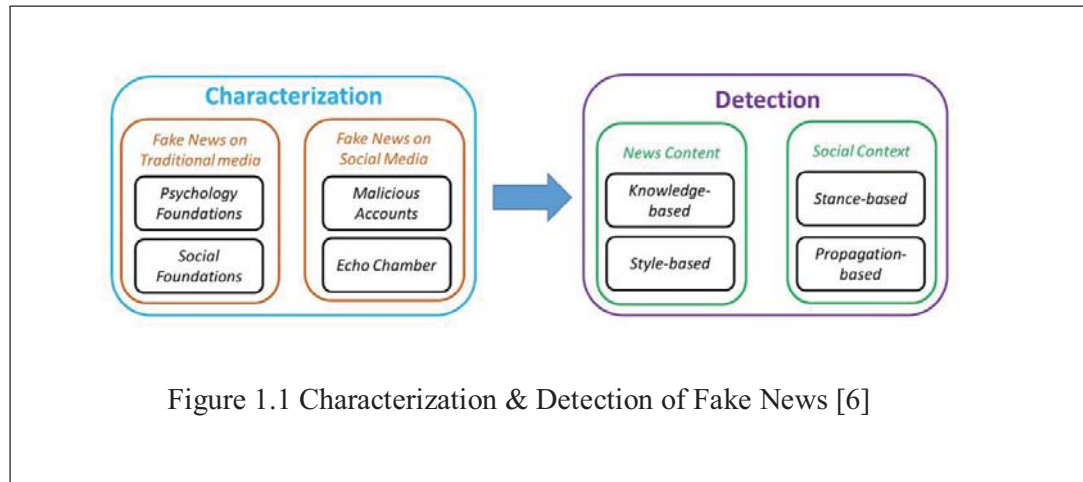 Characterization
Fake News on
Traditional media
Psychology
Foundations
Social
Foundations
Fake News on
Social Media
Malicious
Accounts
Echo Chamber
Detection
News Content
Knowledge-
based
Style-based
Social Context
Stance-based
Propagation-
based
Figure 1.1 Characterization & Detection of Fake News [6]